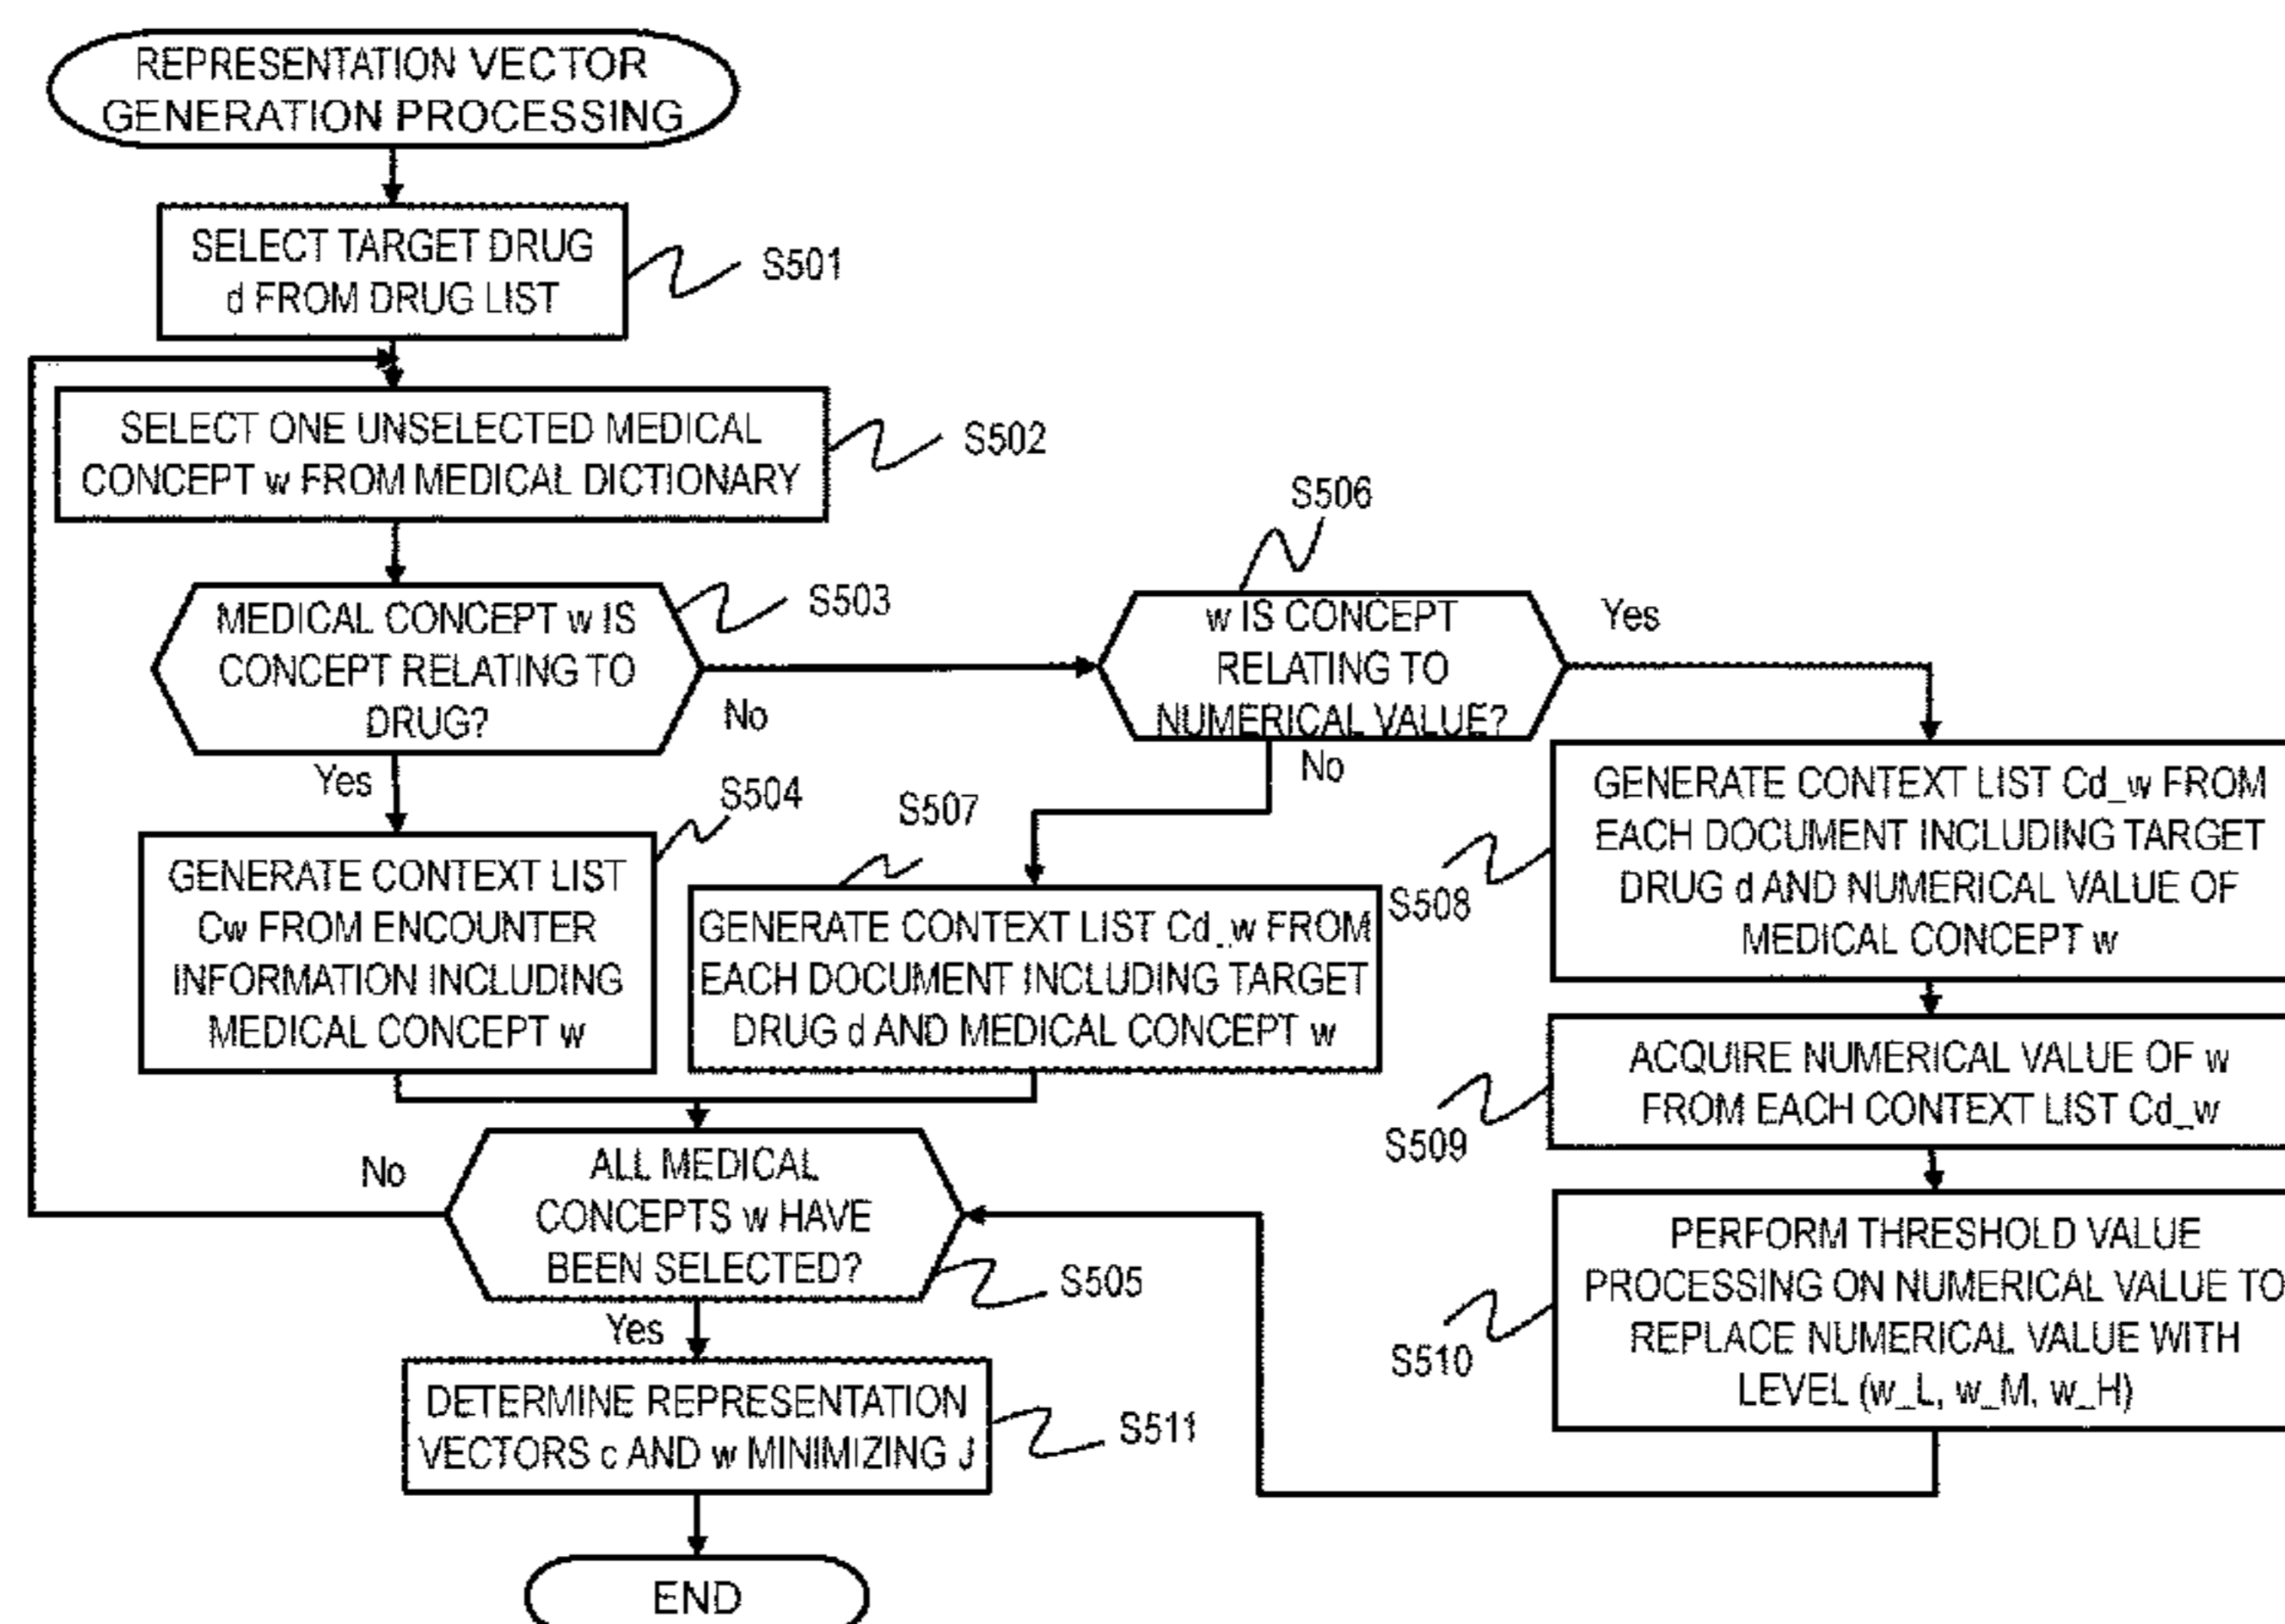 REPRESENTATION VECTOR
GENERATION PROCESSING
SELECT TARGET DRUG
d FROM DRUG LIST
S501
SELECT ONE UNSELECTED MEDICAL
CONCEPT w FROM MEDICAL DICTIONARY
S502
MEDICAL CONCEPT w IS
CONCEPT RELATING TO
DRUG?
S503
No
Yes
S506
w IS CONCEPT
RELATING TO
NUMERICAL VALUE?
Yes
No
S504
GENERATE CONTEXT LIST
Cw FROM ENCOUNTER
INFORMATION INCLUDING
MEDICAL CONCEPT w
S507
GENERATE CONTEXT LIST Cd_w FROM
EACH DOCUMENT INCLUDING TARGET
DRUG d AND MEDICAL CONCEPT w
S508
GENERATE CONTEXT LIST Cd_w FROM
EACH DOCUMENT INCLUDING TARGET
DRUG d AND NUMERICAL VALUE OF
MEDICAL CONCEPT w
S509
ACQUIRE NUMERICAL VALUE OF w
FROM EACH CONTEXT LIST Cd_w
S510
PERFORM THRESHOLD VALUE
PROCESSING ON NUMERICAL VALUE TO
REPLACE NUMERICAL VALUE WITH
LEVEL (w_L, w_M, w_H)
No
ALL MEDICAL
CONCEPTS w HAVE
BEEN SELECTED?
S505
Yes
DETERMINE REPRESENTATION
VECTORS c AND w MINIMIZING J
S511
END